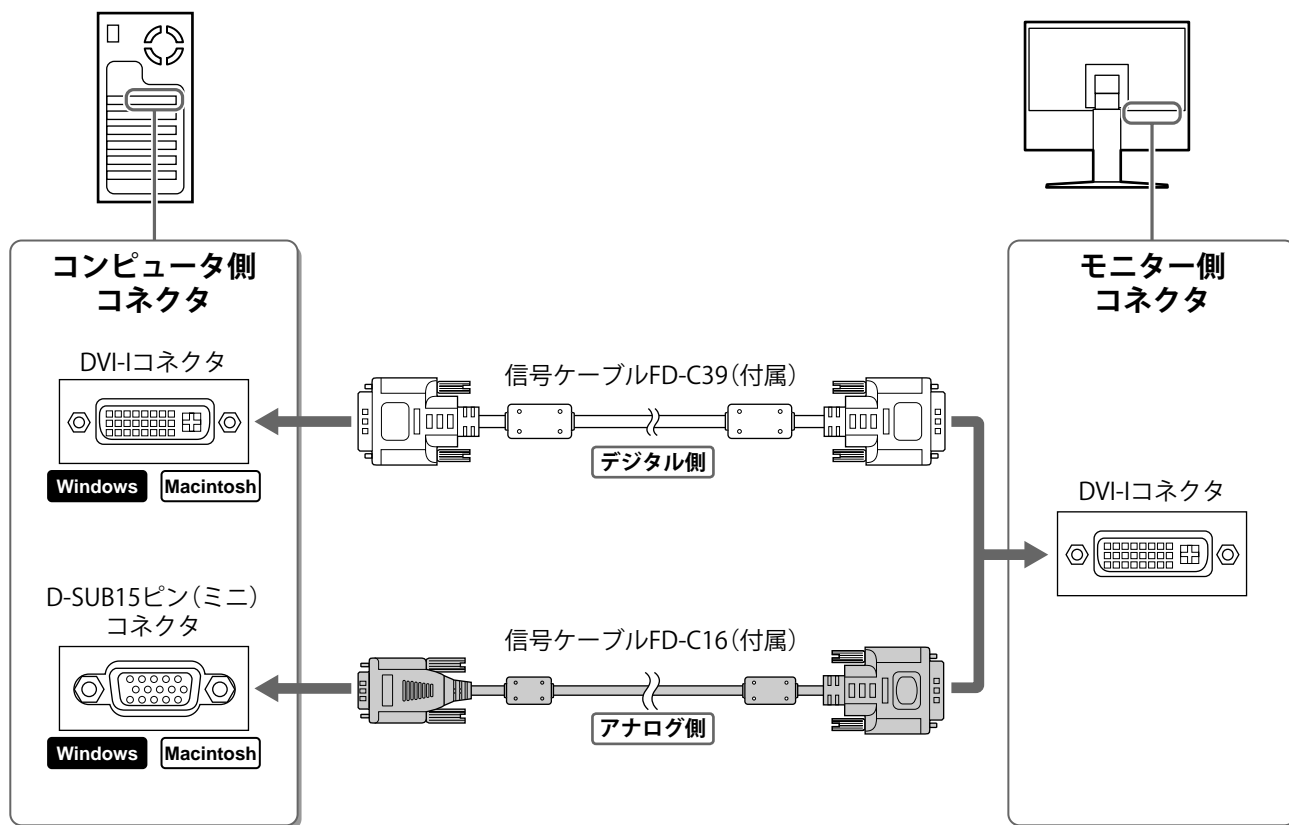 コンピュータ側
コネクタ
DVI-Iコネクタ
Windows Macintosh
D-SUB15ピン（ミニ）
コネクタ
Windows Macintosh
信号ケーブルFD-C39（付属）
デジタル側
信号ケーブルFD-C16（付属）
アナログ側
モニター側
コネクタ
DVI-Iコネクタ